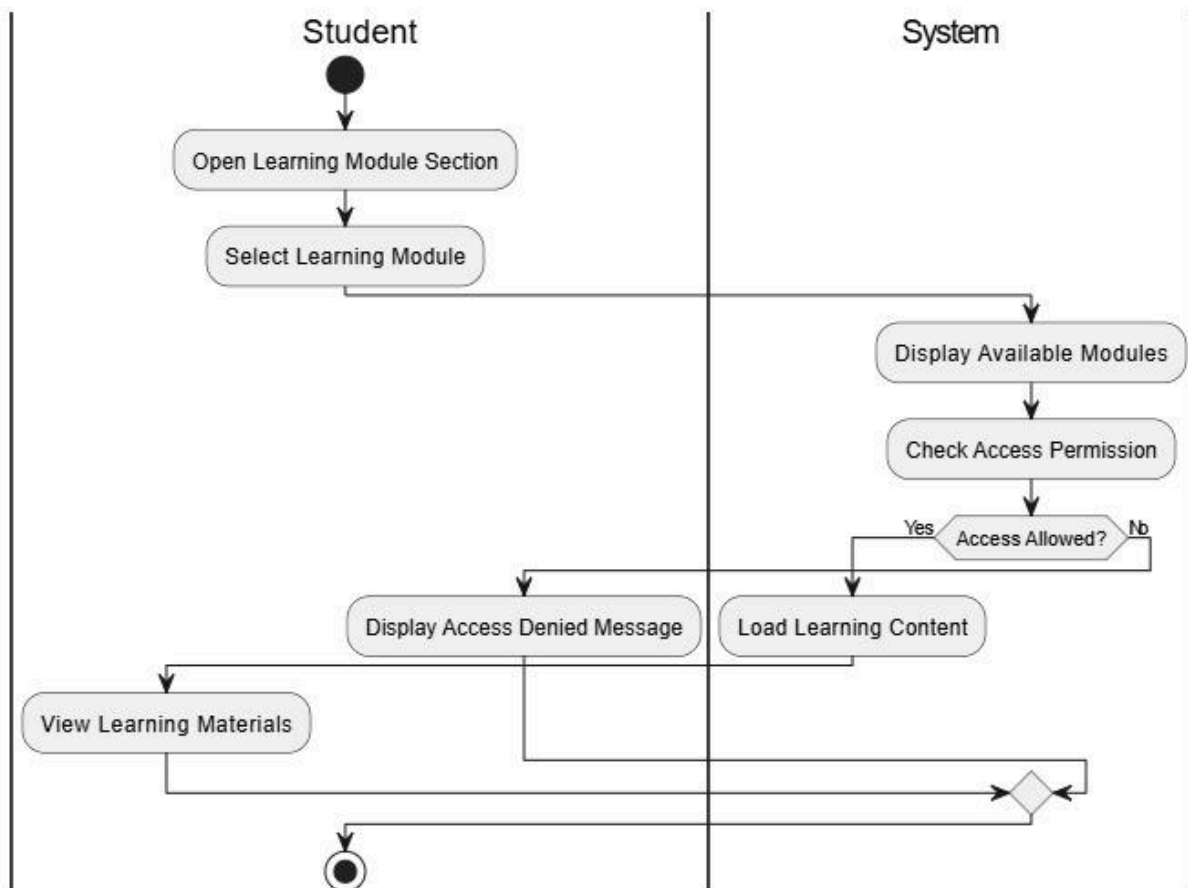 Student
System
Open Learning Module Section
Select Learning Module
Display Available Modules
Check Access Permission
Yes
Access Allowed?
No
Display Access Denied Message
Load Learning Content
View Learning Materials